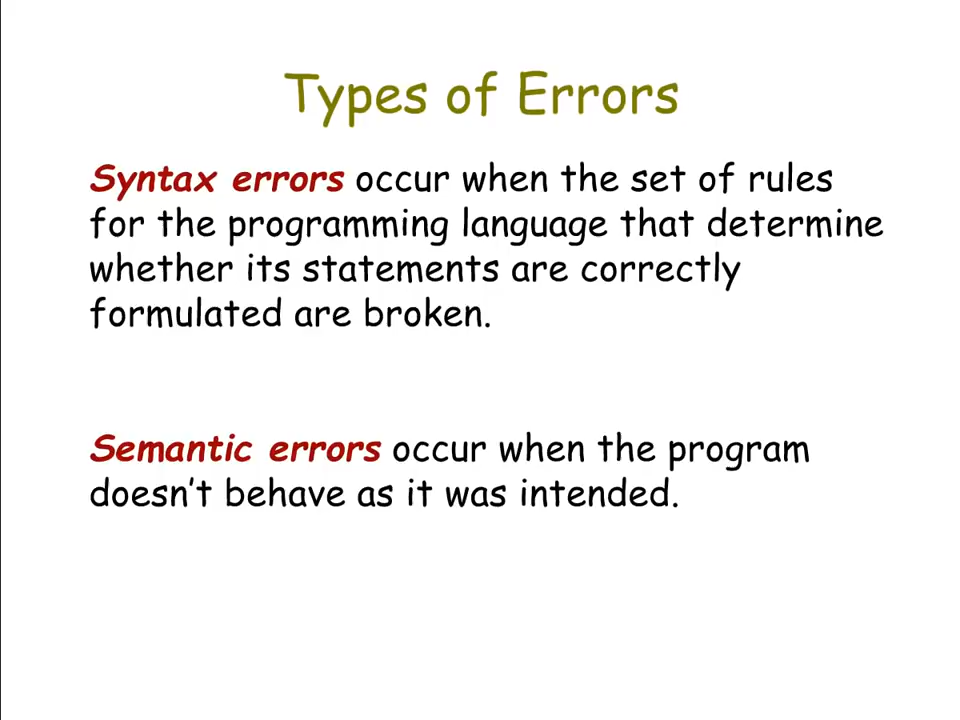 Types of Errors
Syntax errors occur when the set of rules
for the programming language that determine
whether its statements are correctly
formulated are broken.
Semantic errors occur when the program
doesn't behave as it was intended.